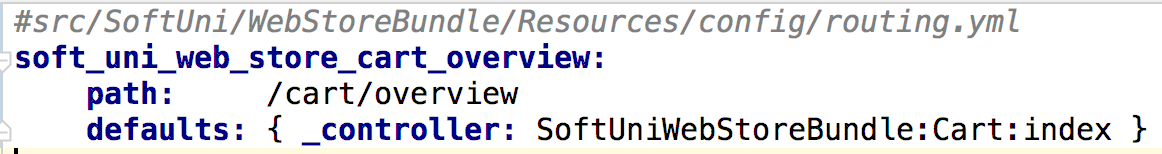 #src/SoftUni/WebStoreBundle/Resources/config/routing.yml
soft_uni_web_store_cart_overview:
    path:     /cart/overview
    defaults: { _controller: SoftUniWebStoreBundle:Cart:index }